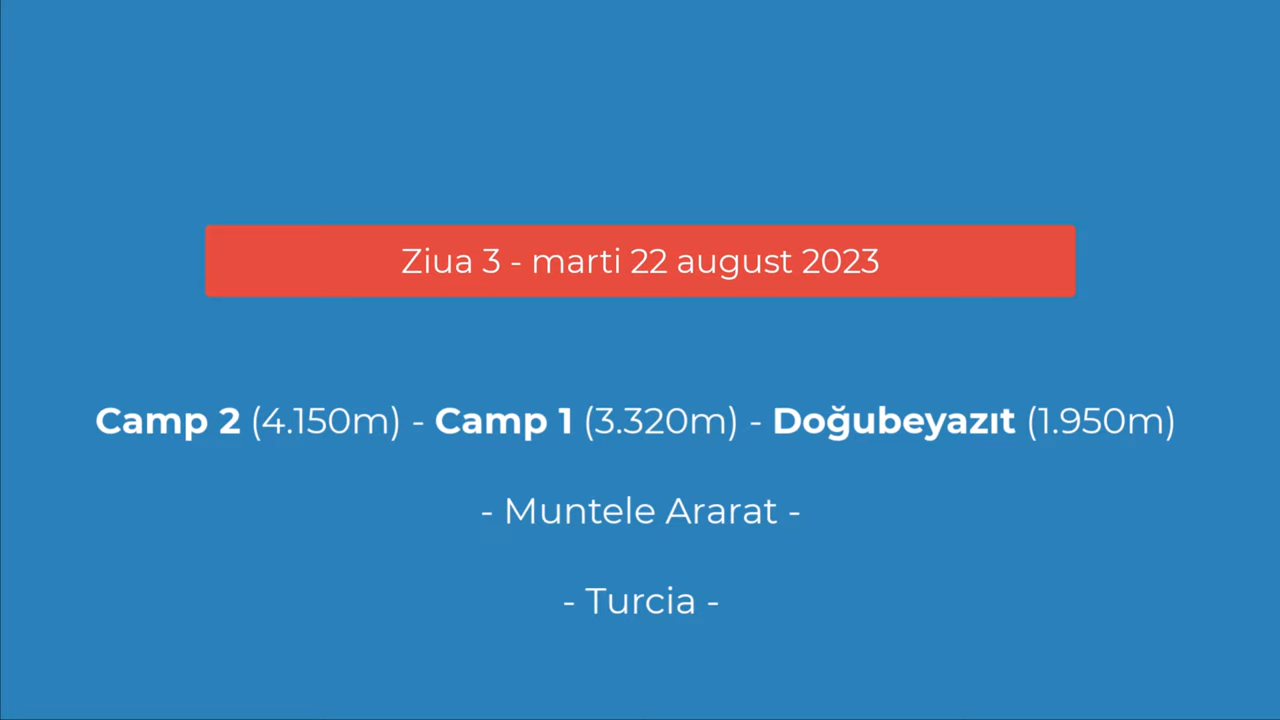 Ziua 3 - marti 22 august 2023
Camp 2 (4.150m) - Camp 1 (3.320m) - Doğubeyazıt (1.950m)
- Muntele Ararat -
- Turcia -